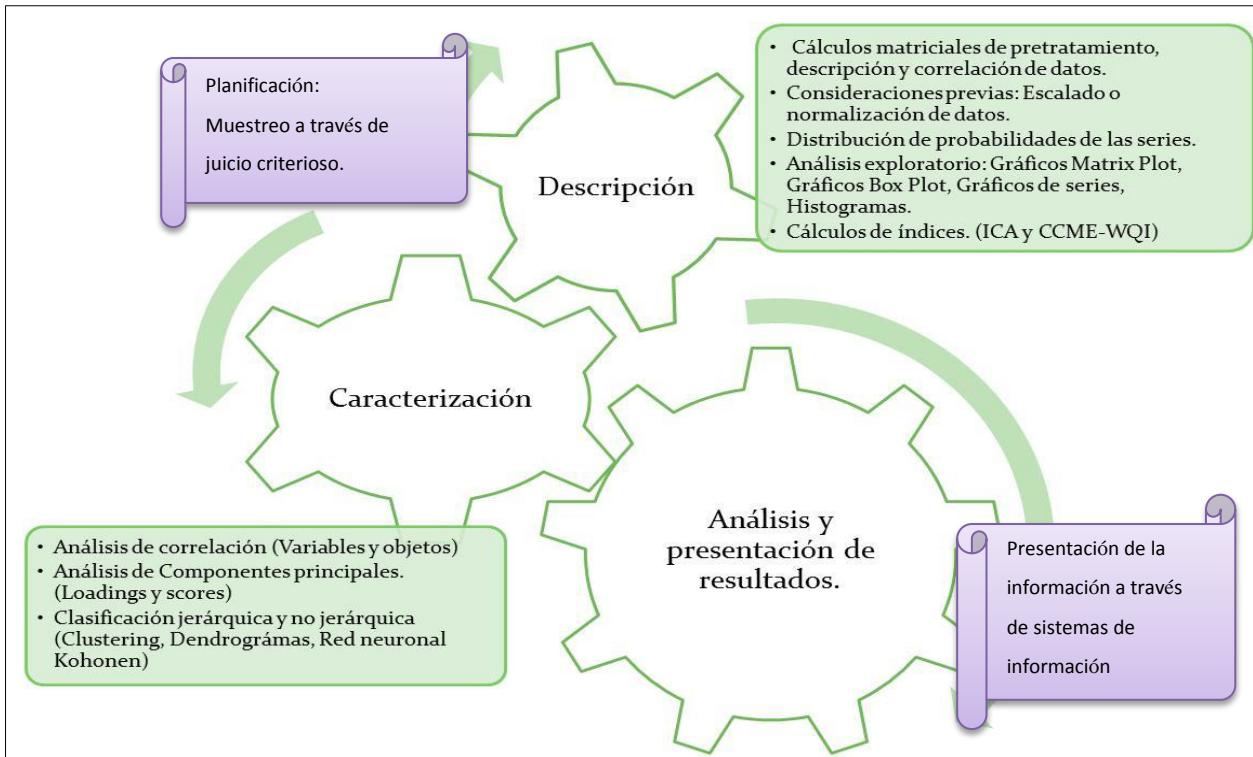 Planificación:
Muestreo a través de
juicio criterioso.
Descripción
• Cálculos matriciales de pretratamiento,
descripción y correlación de datos.
• Consideraciones previas: Escalado o
normalización de datos.
• Distribución de probabilidades de las series.
• Análisis exploratorio: Gráficos Matrix Plot,
Gráficos Box Plot, Gráficos de series,
Histogramas.
• Cálculos de índices. (ICA y CCME-WQI)
Caracterización
• Análisis de correlación (Variables y objetos)
• Análisis de Componentes principales.
(Loadings y scores)
• Clasificación jerárquica y no jerárquica
(Clustering, Dendrográmas, Red neuronal
Kohonen)
Análisis y
presentación de
resultados.
Presentación de la
información a través
de sistemas de
información